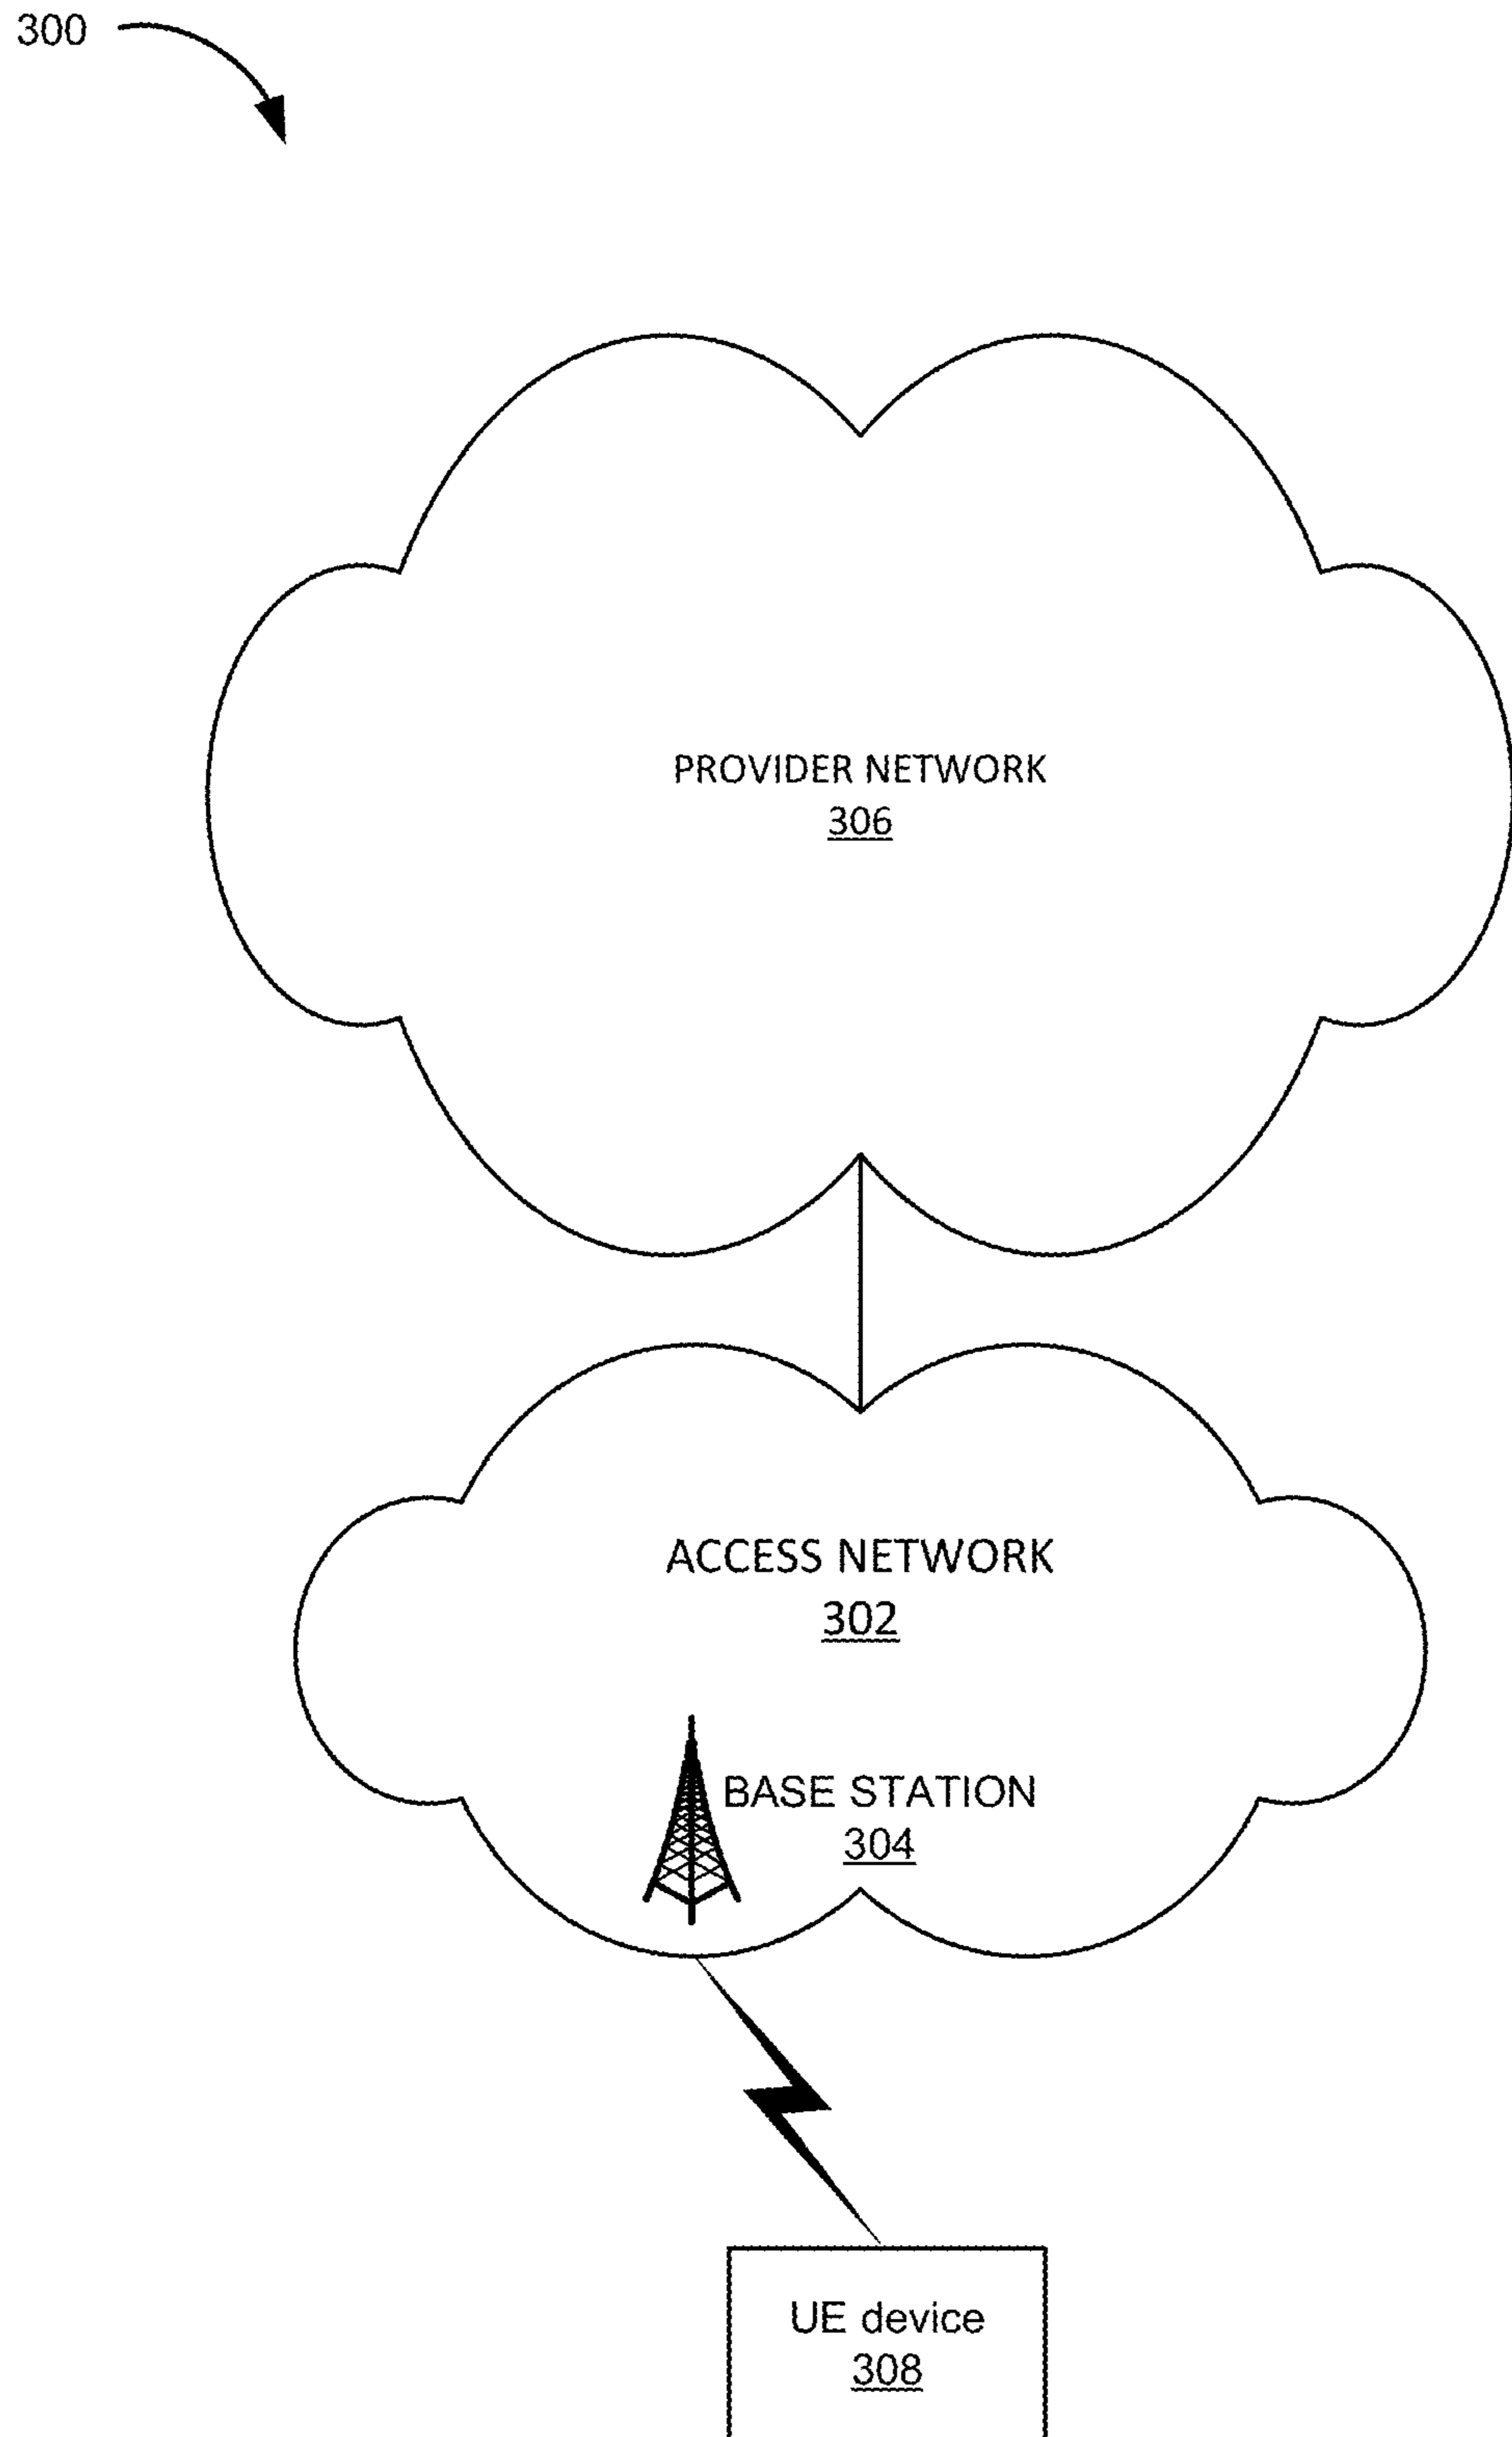 300
PROVIDER NETWORK
306
ACCESS NETWORK
302
BASE STATION
304
UE device
308